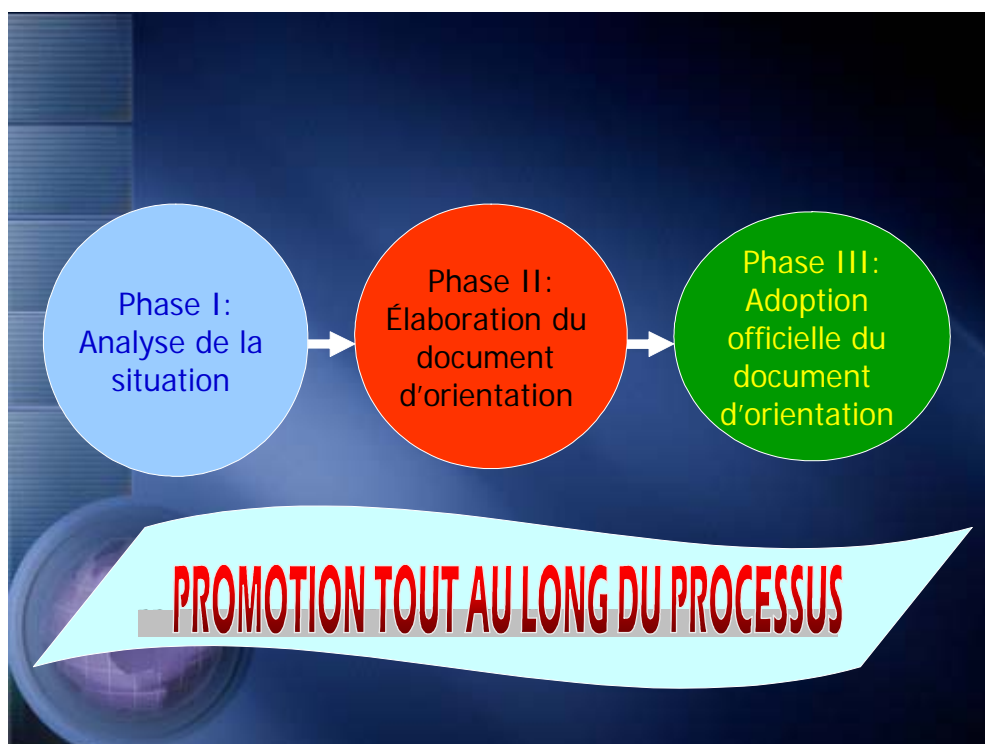 Phase I:
Analyse de la
situation
Phase II:
Élaboration du
document
d'orientation
Phase III:
Adoption
officielle du
document
d'orientation
PROMOTION TOUT AU LONG DU PROCESSUS